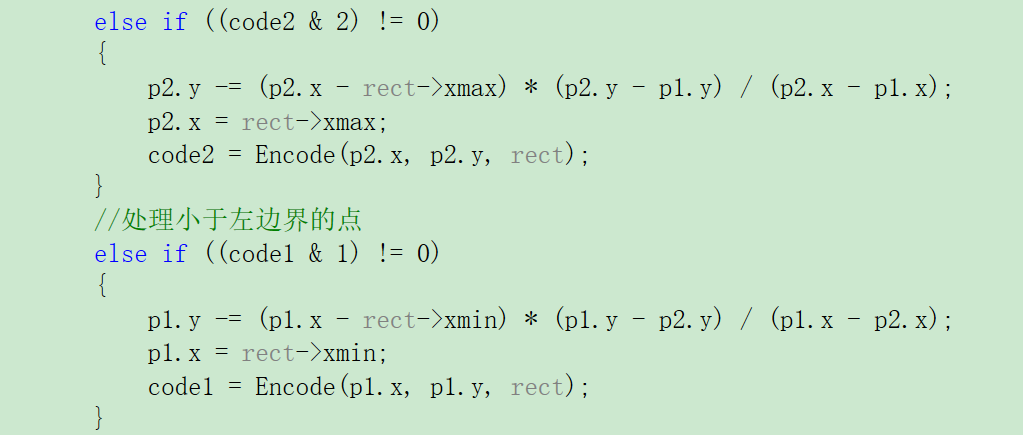 else if ((code2 & 2) != 0)
{
p2.y -= (p2.x - rect->xmax) * (p2.y - p1.y) / (p2.x - p1.x);
p2.x = rect->xmax;
code2 = Encode(p2.x, p2.y, rect);
}
//处理小于左边界的点
else if ((code1 & 1) != 0)
{
p1.y -= (p1.x - rect->xmin) * (p1.y - p2.y) / (p1.x - p2.x);
p1.x = rect->xmin;
code1 = Encode(p1.x, p1.y, rect);
}